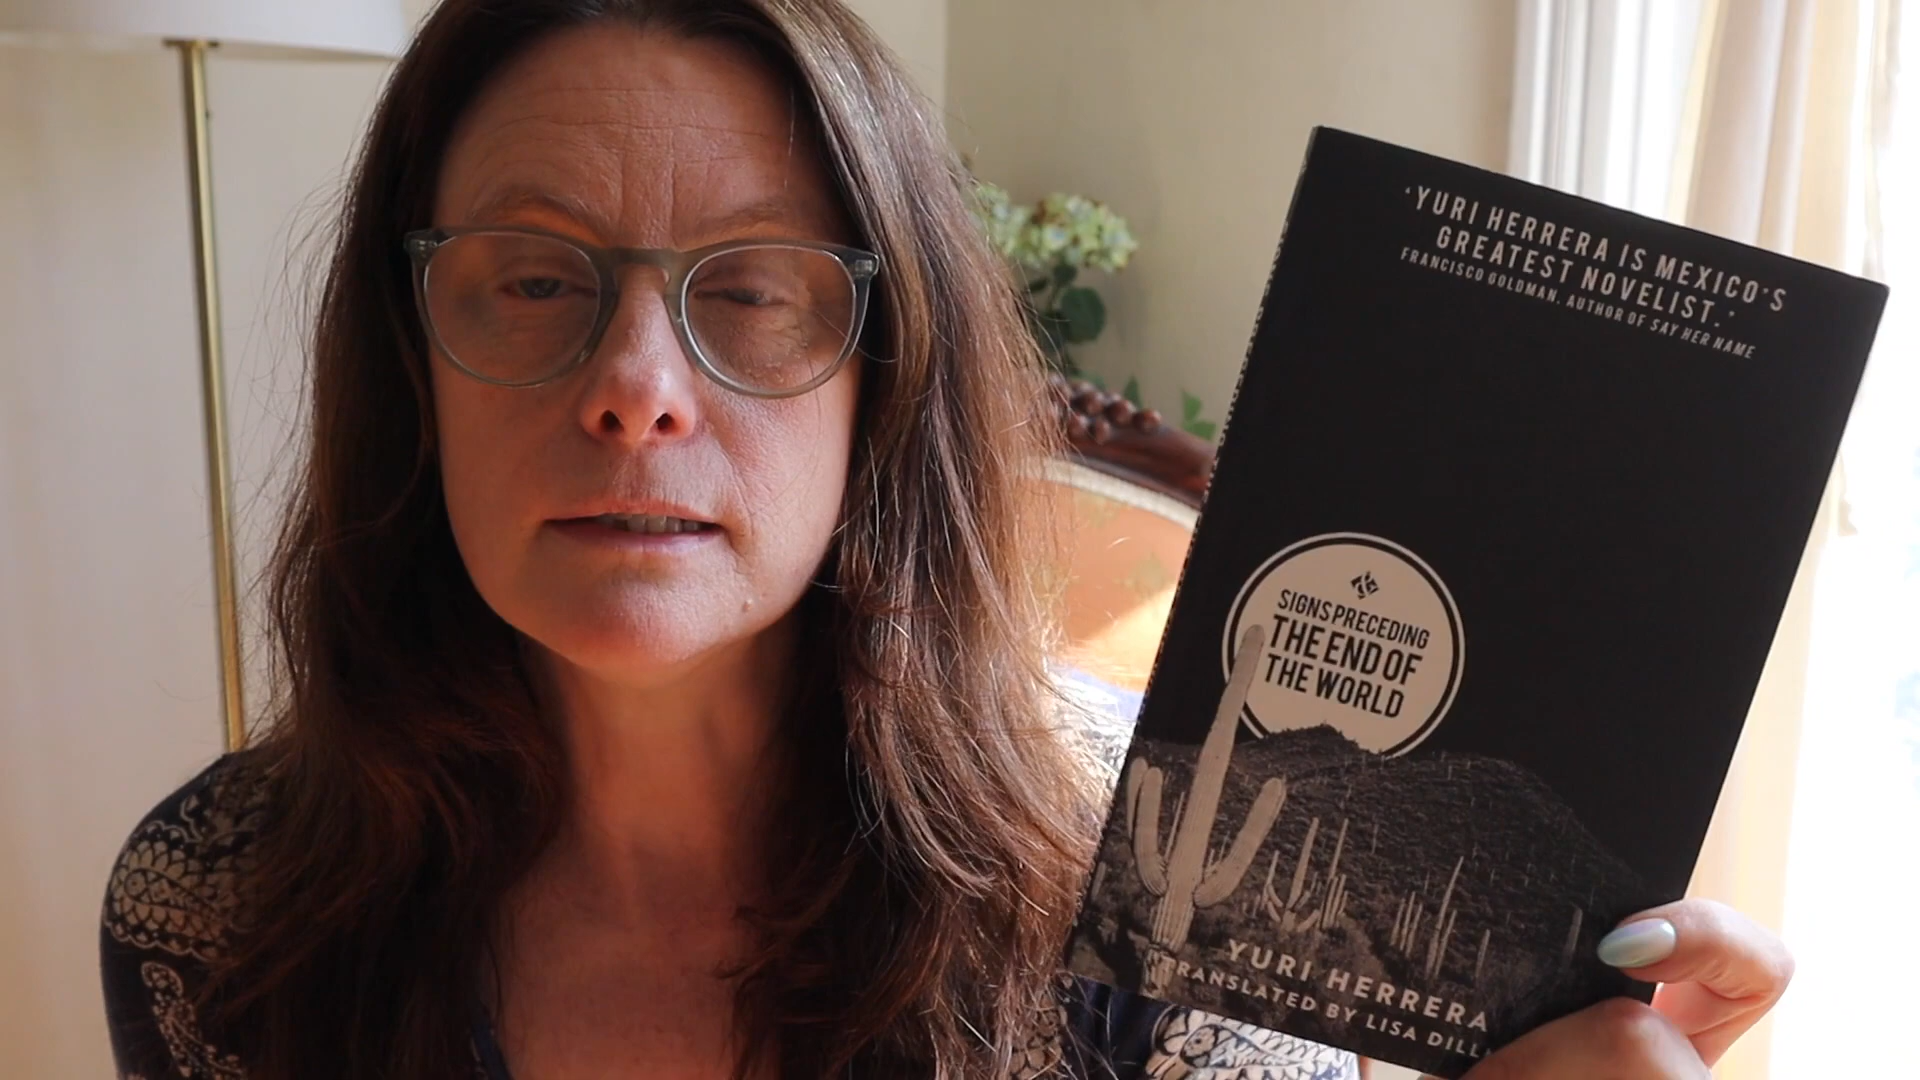 'YURI HERRERA IS MEXICO'S
GREATEST NOVELIST.'
FRANCISCO GOLDMAN, AUTHOR OF SAY HER NAME
SIGNS PRECEDING
THE END OF
THE WORLD
YURI HERRERA
TRANSLATED BY LISA